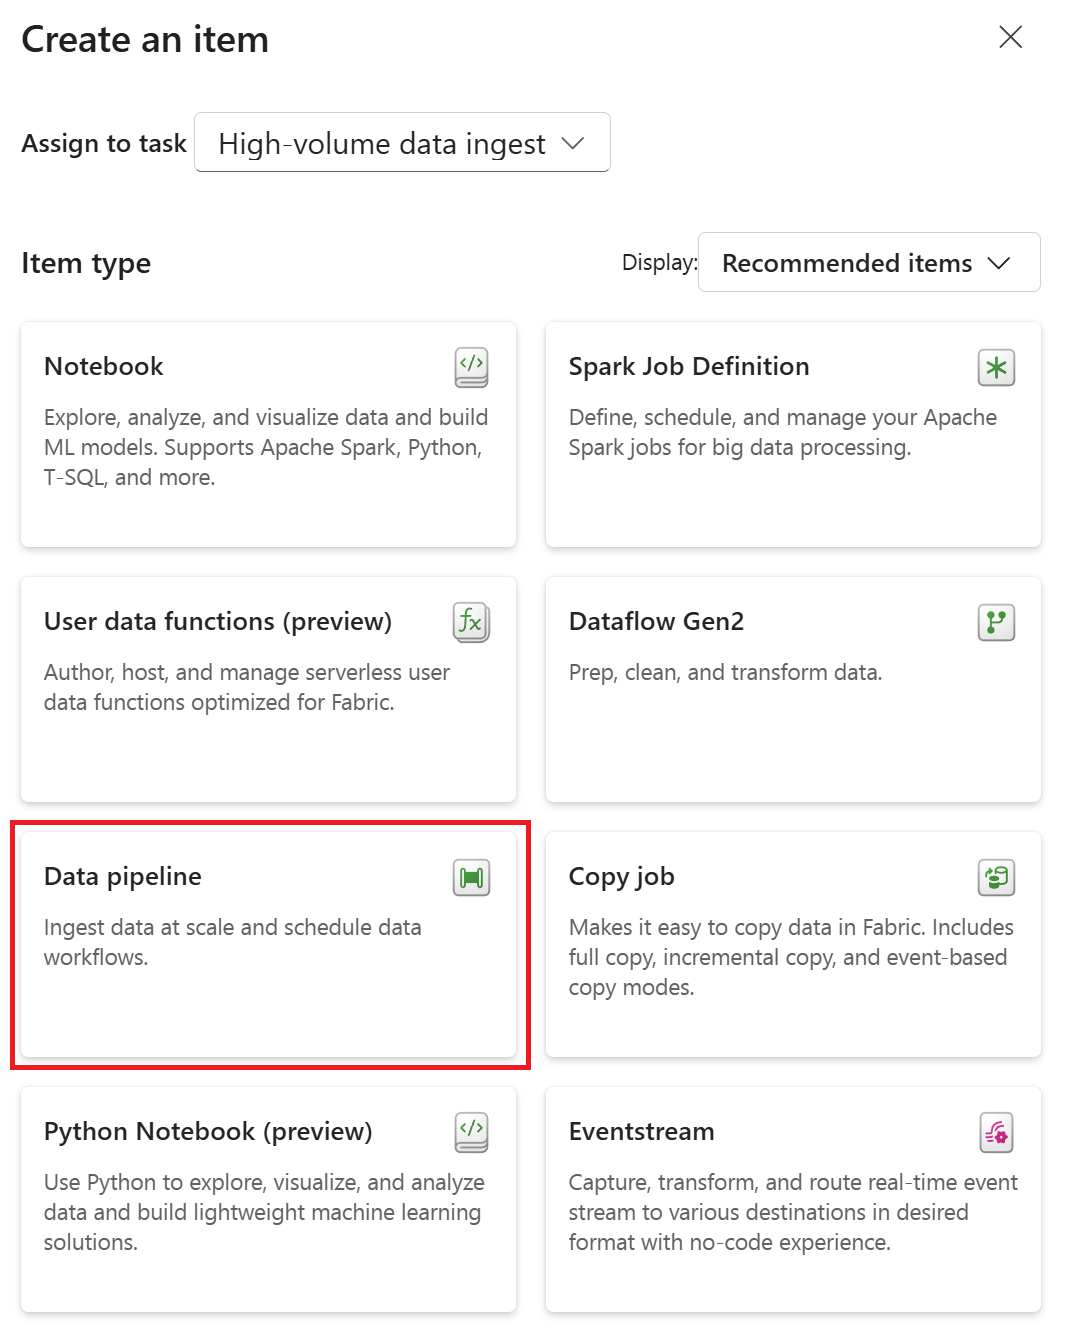 Create an item
Assign to task
High-volume data ingest
Item type
Display:
Recommended items
Notebook
Explore, analyze, and visualize data and build
ML models. Supports Apache Spark, Python,
T-SQL, and more.
Spark Job Definition
Define, schedule, and manage your Apache
Spark jobs for big data processing.
User data functions (preview)
Author, host, and manage serverless user
data functions optimized for Fabric.
Dataflow Gen2
Prep, clean, and transform data.
Data pipeline
Ingest data at scale and schedule data
workflows.
Copy job
Makes it easy to copy data in Fabric. Includes
full copy, incremental copy, and event-based
copy modes.
Python Notebook (preview)
Use Python to explore, visualize, and analyze
data and build lightweight machine learning
solutions.
Eventstream
Capture, transform, and route real-time event
stream to various destinations in desired
format with no-code experience.